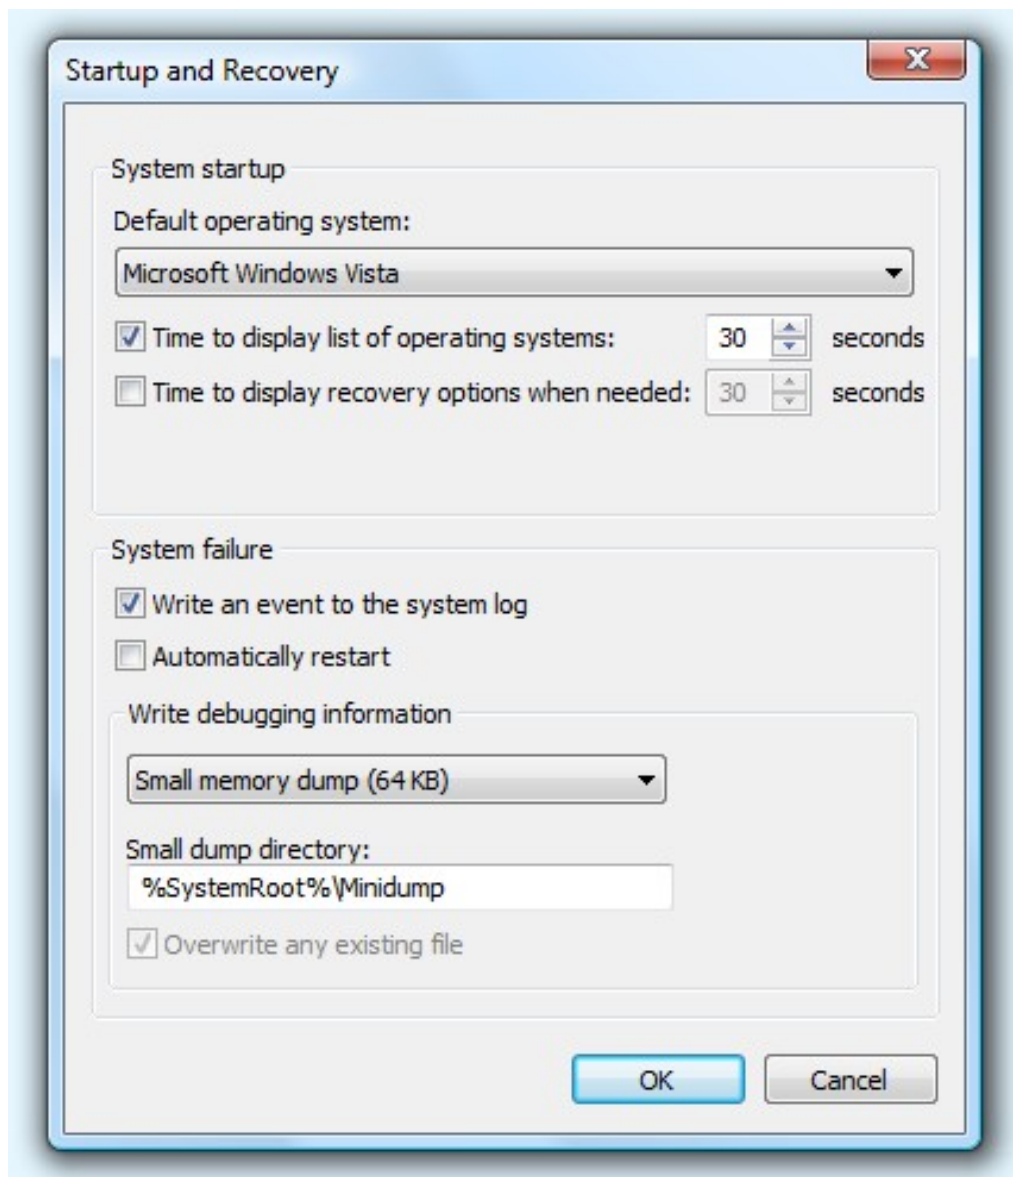 Startup and Recovery
System startup
Default operating system:
Microsoft Windows Vista
Time to display list of operating systems: 30 seconds
Time to display recovery options when needed: 30 seconds
System failure
Write an event to the system log
Automatically restart
Write debugging information
Small memory dump (64 KB)
Small dump directory:
%SystemRoot%\Minidump
Overwrite any existing file
OK Cancel